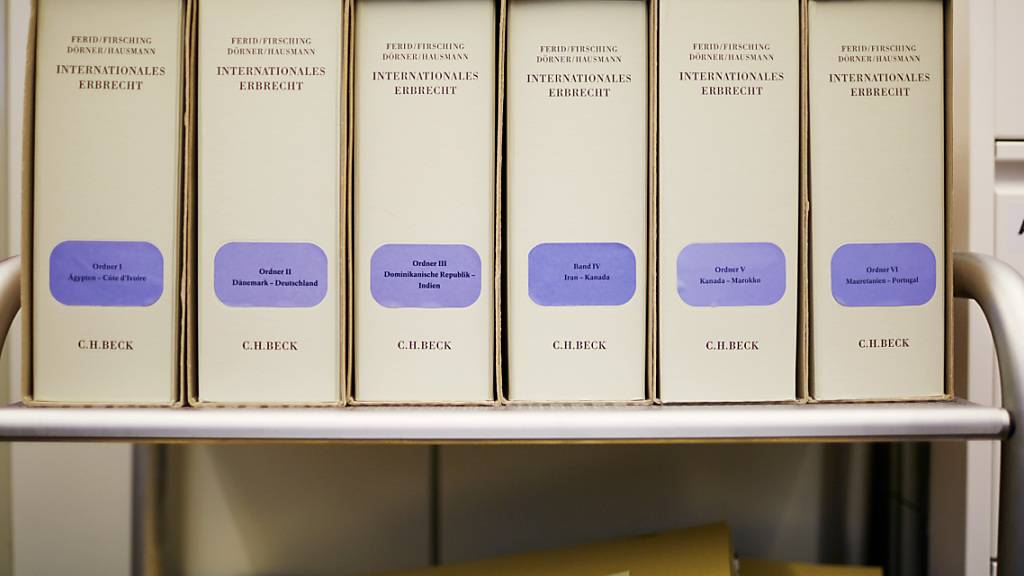 FERID/FIRSCHING
DÖRNER/HAUSMANN
INTERNATIONALES
ERBRECHT
Ordner I
Ägypten – Côte d'Ivoire
C.H.BECK
FERID/FIRSCHING
DÖRNER/HAUSMANN
INTERNATIONALES
ERBRECHT
Ordner II
Dänemark – Deutschland
C.H.BECK
FERID/FIRSCHING
DÖRNER/HAUSMANN
INTERNATIONALES
ERBRECHT
Ordner III
Dominikanische Republik –
Indien
C.H.BECK
FERID/FIRSCHING
DÖRNER/HAUSMANN
INTERNATIONALES
ERBRECHT
Band IV
Iran – Kanada
C.H.BECK
FERID/FIRSCHING
DÖRNER/HAUSMANN
INTERNATIONALES
ERBRECHT
Ordner V
Kanada – Marokko
C.H.BECK
FERID/FIRSCHING
DÖRNER/HAUSMANN
INTERNATIONALES
ERBRECHT
Ordner VI
Mauretanien – Portugal
C.H.BECK